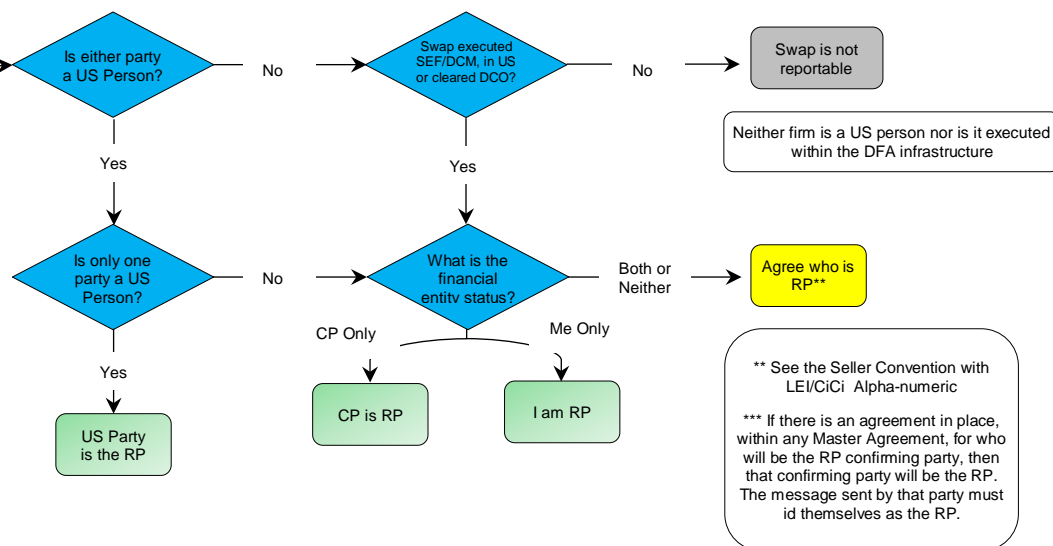 Is either party
a US Person?
No
Swap executed
SEF/DCM, in US
or cleared DCO?
No
Swap is not
reportable
Neither firm is a US person nor is it executed
within the DFA infrastructure
Yes
Yes
Is only one
party a US
Person?
No
What is the
financial
entity status?
Both or
Neither
Agree who is
RP**
CP Only
Me Only
Yes
US Party
is the RP
CP is RP
I am RP
** See the Seller Convention with
LEI/CiCi Alpha-numeric
*** If there is an agreement in place,
within any Master Agreement, for who
will be the RP confirming party, then
that confirming party will be the RP.
The message sent by that party must
id themselves as the RP.